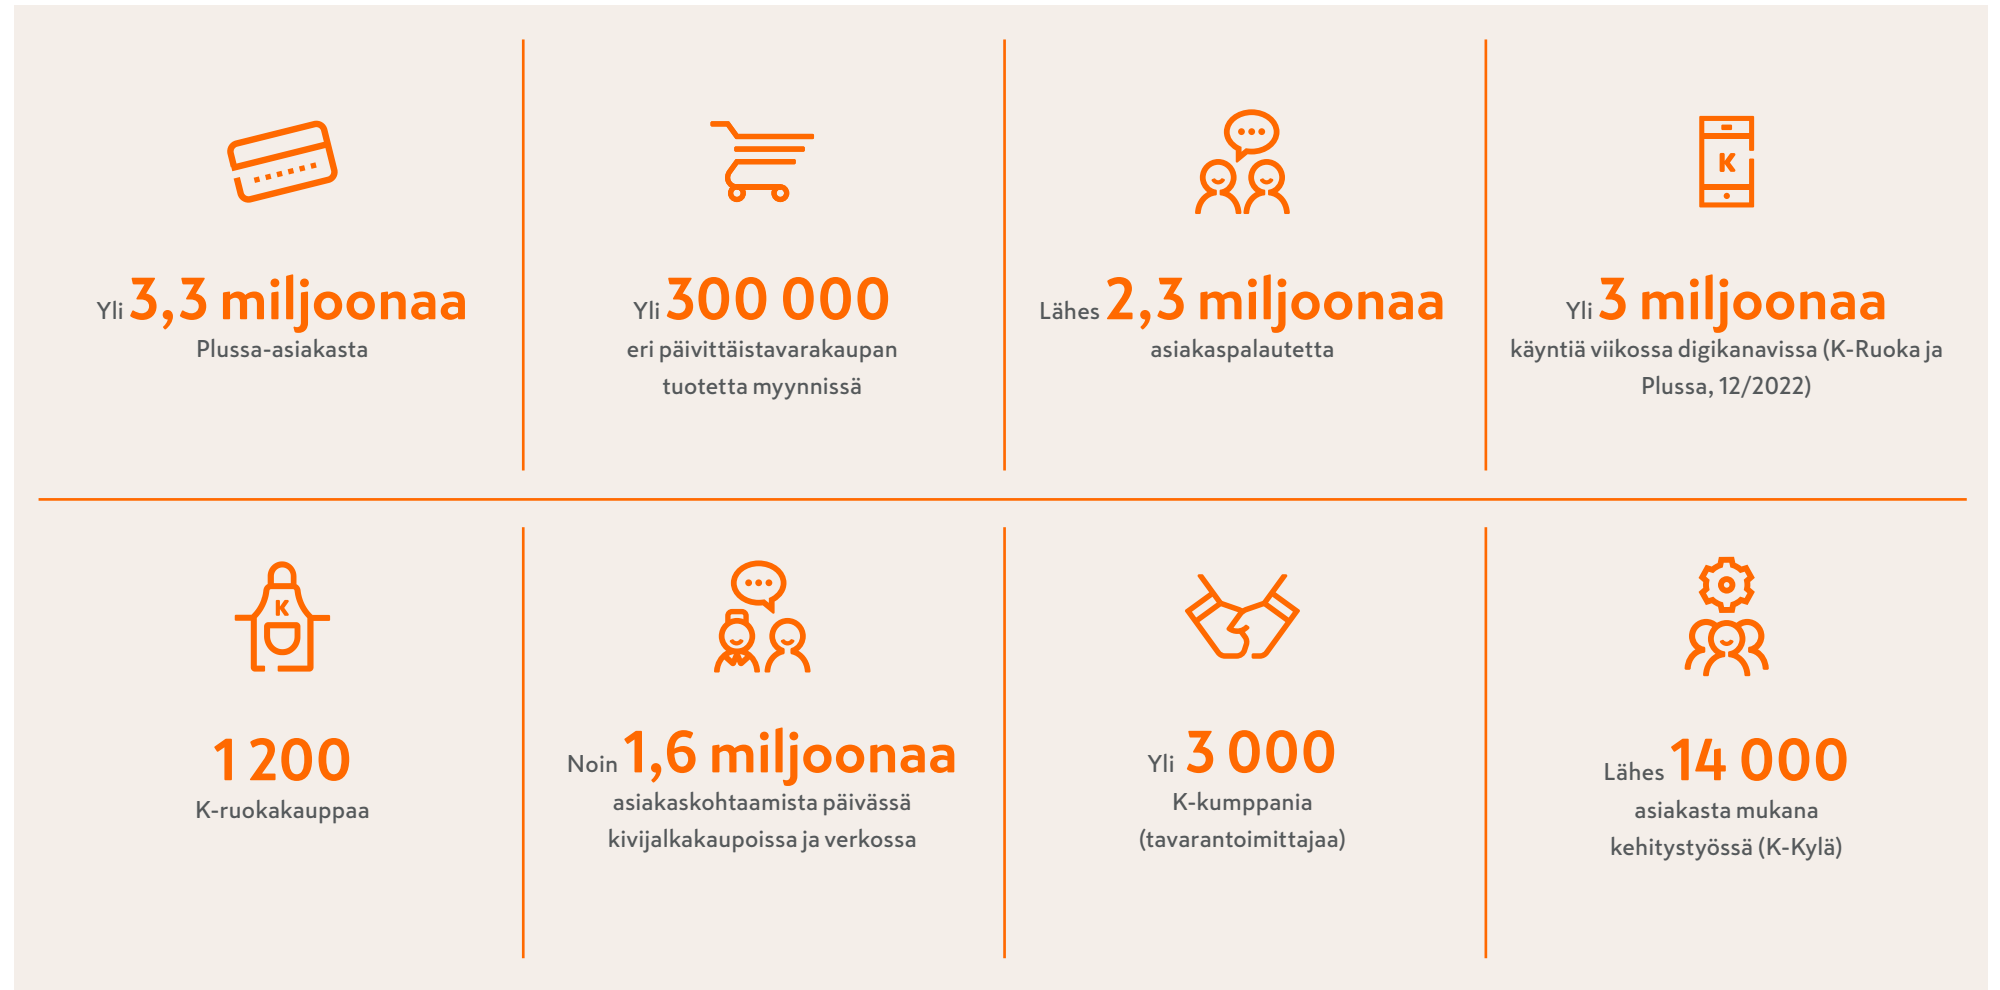 Yli 3,3 miljoonaa
Plussa-asiakasta
Yli 300 000
eri päivittäistavarakaupan
tuotetta myynnissä
Lähes 2,3 miljoonaa
asiakaspalautetta
K
Yli 3 miljoonaa
käyntiä viikossa digikanavissa (K-Ruoka ja
Plussa, 12/2022)
K
1 200
K-ruokakauppaa
Noin 1,6 miljoonaa
asiakaskohtaamista päivässä
kivijalkakaupoissa ja verkossa
Yli 3 000
K-kumppania
(tavarantoimittajaa)
Lähes 14 000
asiakasta mukana
kehitystyössä (K-Kylä)